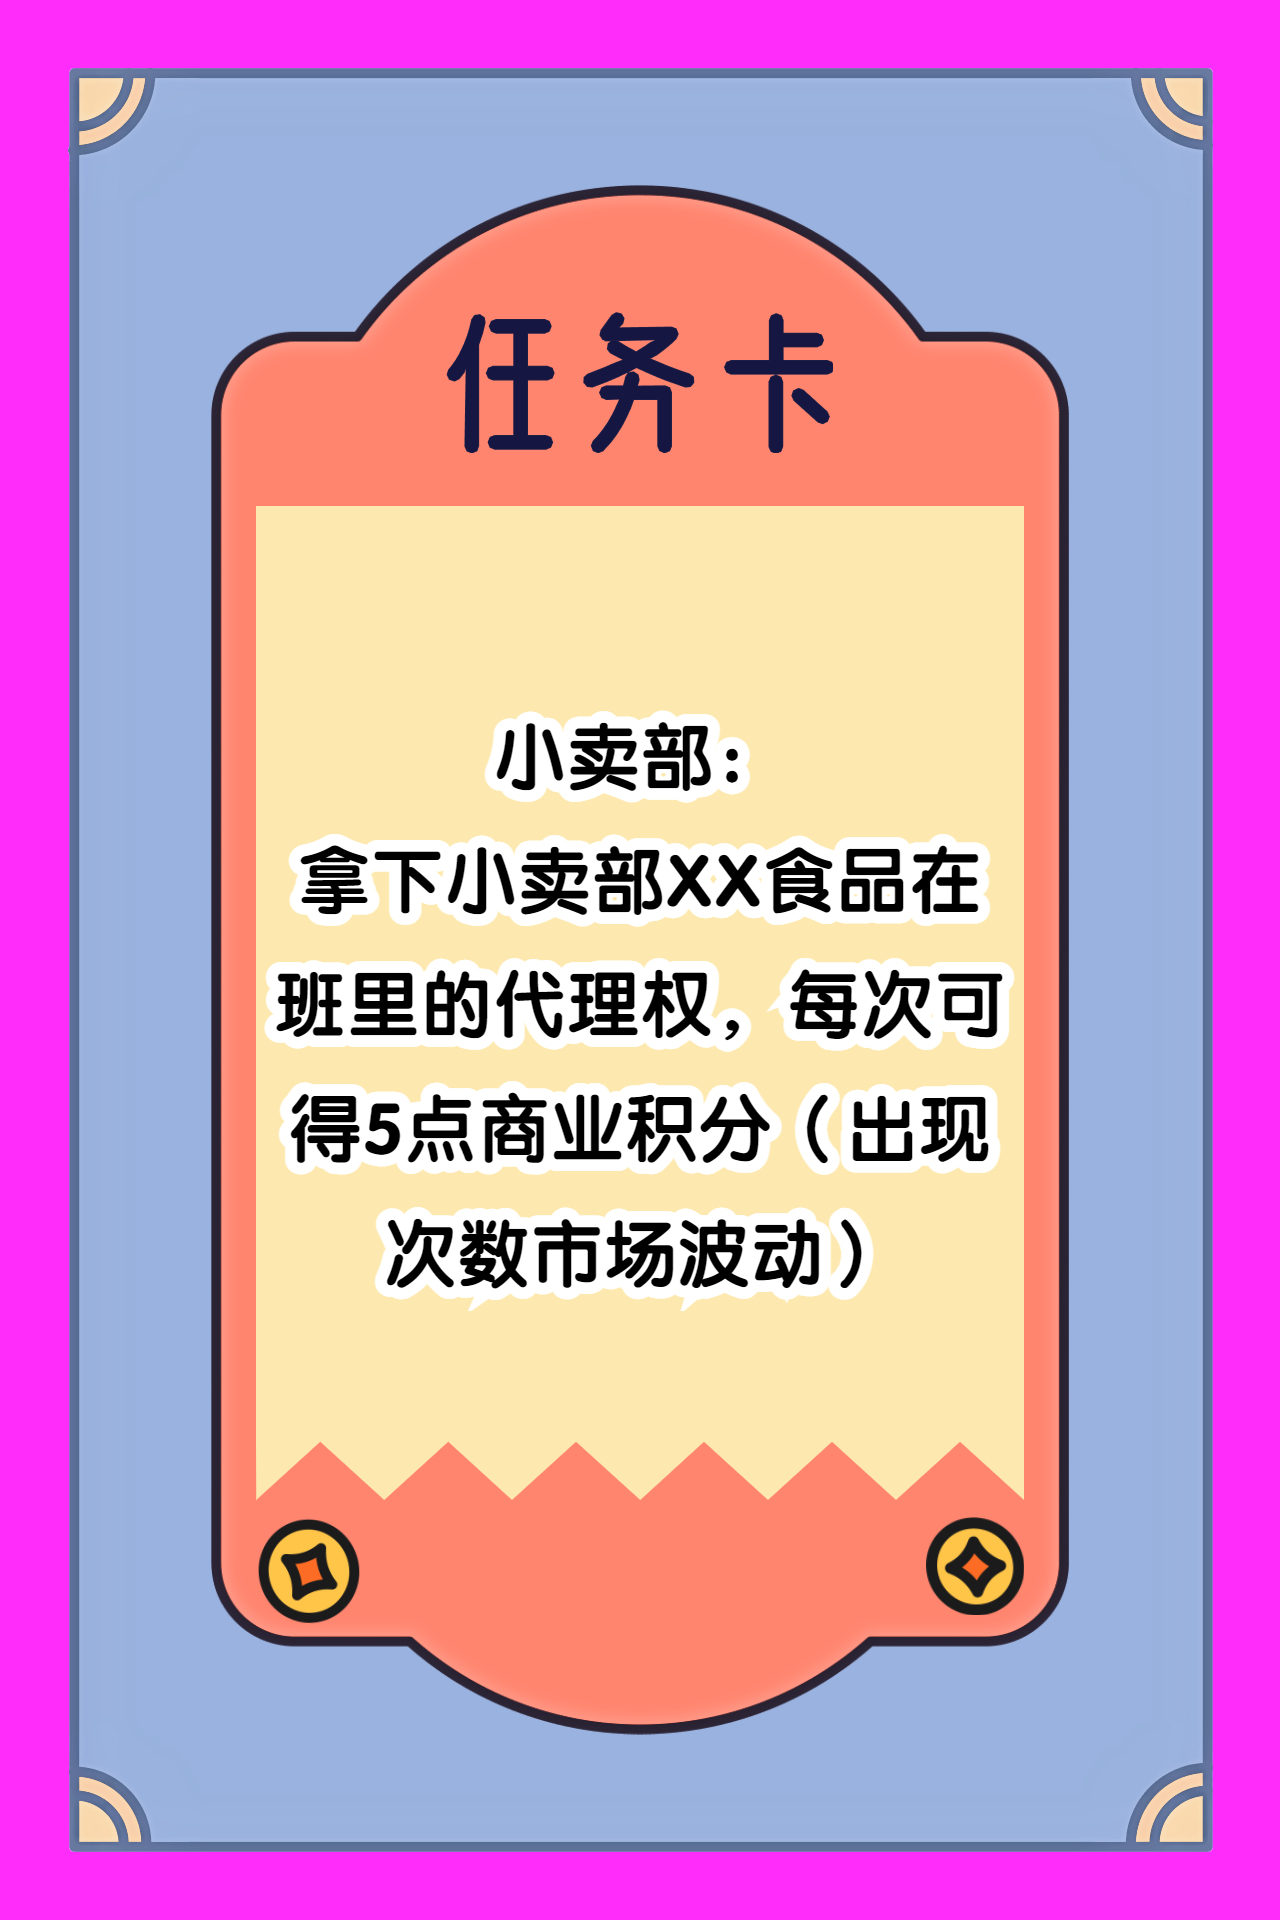 任务卡
小卖部：
拿下小卖部XX食品在
班里的代理权，每次可
得5点商业积分（出现
次数市场波动）